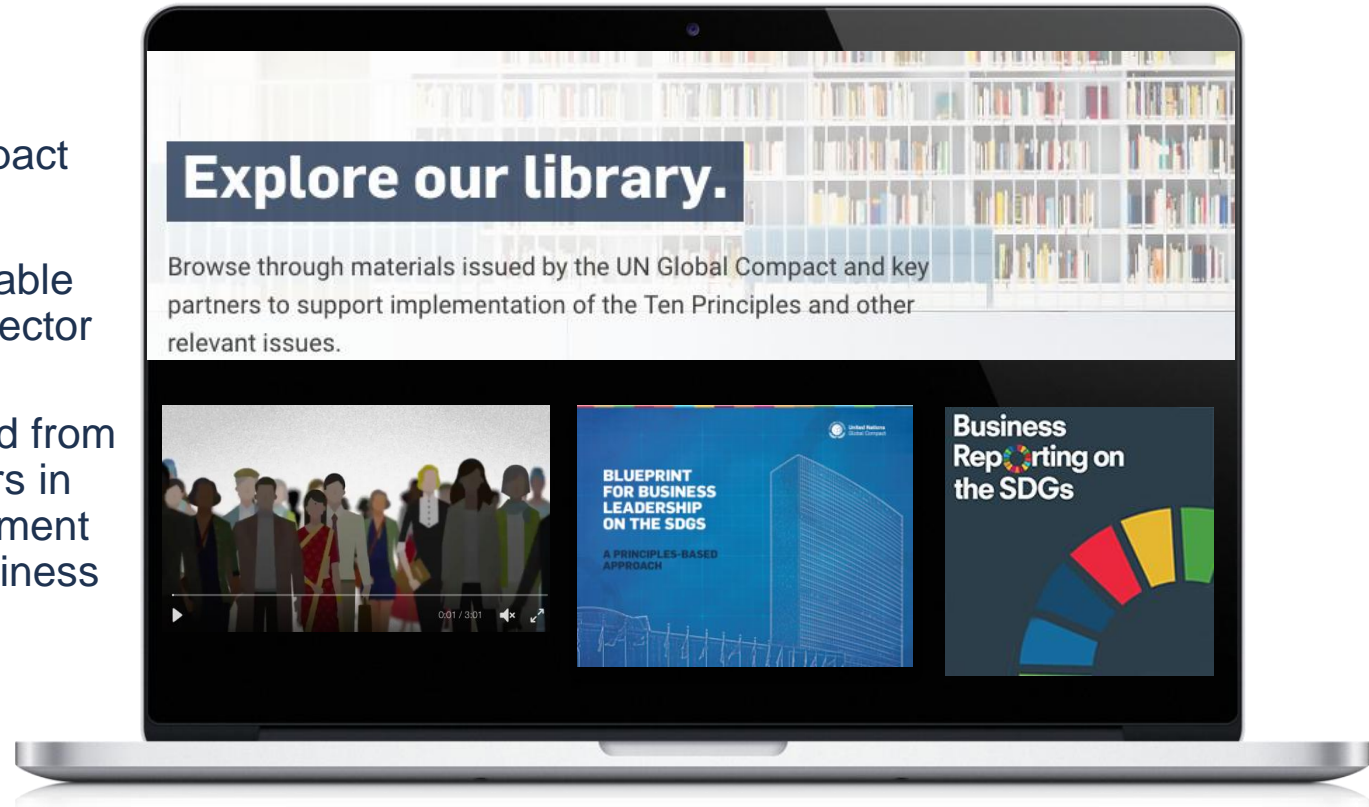 pact
able
ector
d from
rs in
ment
iness
Explore our library.
Browse through materials issued by the UN Global Compact and key
partners to support implementation of the Ten Principles and other
relevant issues.
0:01 / 3:01
United Nations
Global Compact
BLUEPRINT
FOR BUSINESS
LEADERSHIP
ON THE SDGS
A PRINCIPLES-BASED
APPROACH
Business
Reporting on
the SDGs